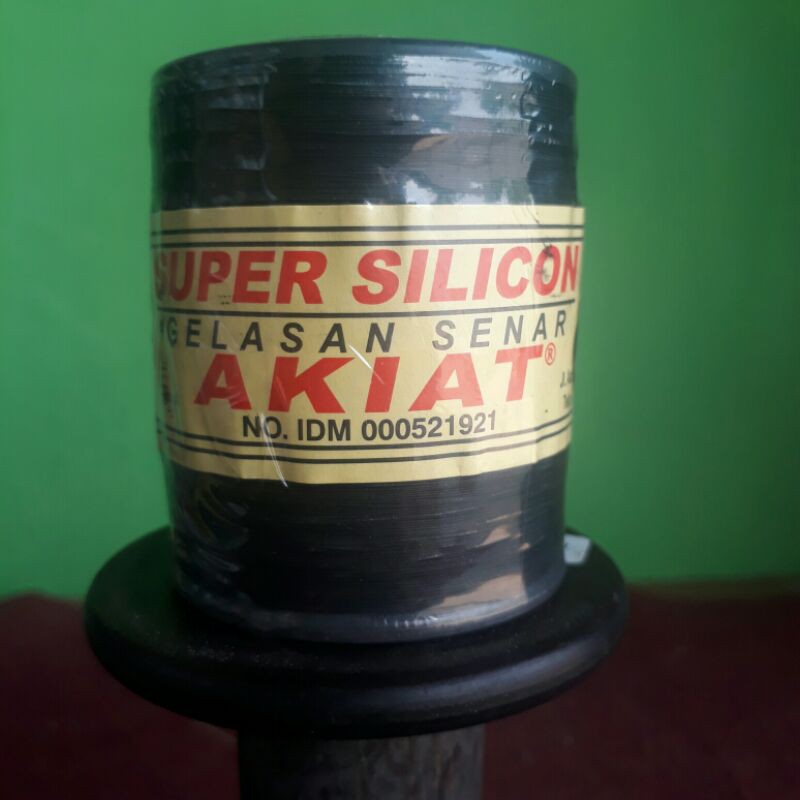 SUPER SILICON
GELASAN SENAR
AKIAT®
NO. IDM 000521921